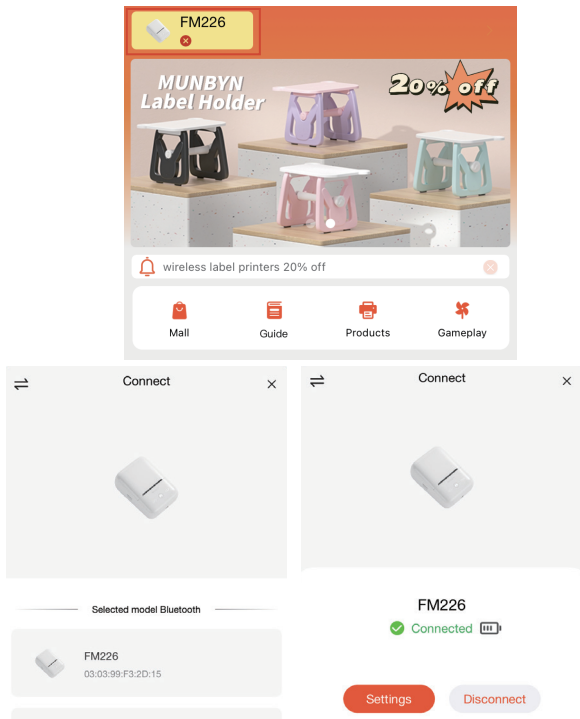 FM226
MUNBYN
Label Holder
20% off
wireless label printers 20% off
Mall
Guide
Products
Gameplay
Connect
Selected model Bluetooth
FM226
03:03:99:F3:2D:15
Connect
FM226
Connected
Settings
Disconnect